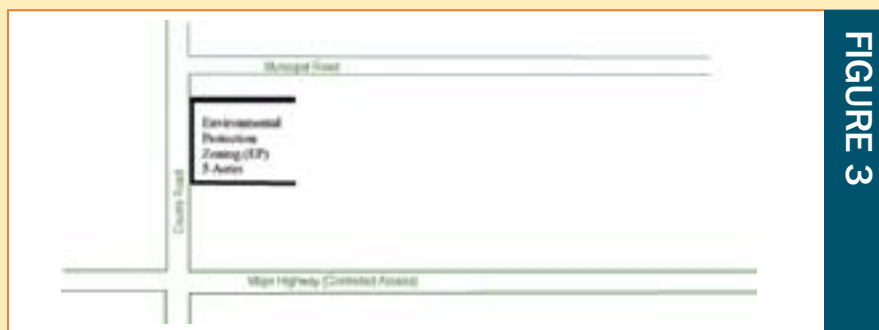 FIGURE 3
Municipal Road
Environmental
Protection
Zoning (EP)
5 Acres
County Road
Major Highway (Controlled Access)